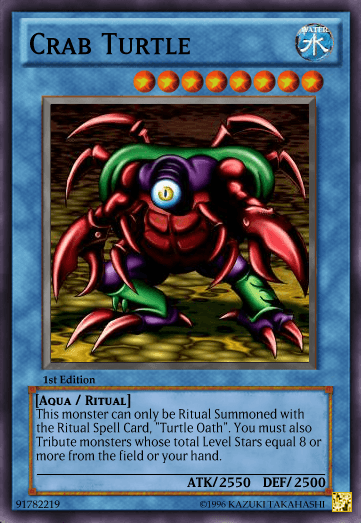 CRAB TURTLE
WATER
水
1st Edition
[AQUA / RITUAL]
This monster can only be Ritual Summoned with
the Ritual Spell Card, "Turtle Oath". You must also
Tribute monsters whose total Level Stars equal 8 or
more from the field or your hand.
ATK/2550 DEF/2500
91782219
©1996 KAZUKI TAKAHASHI